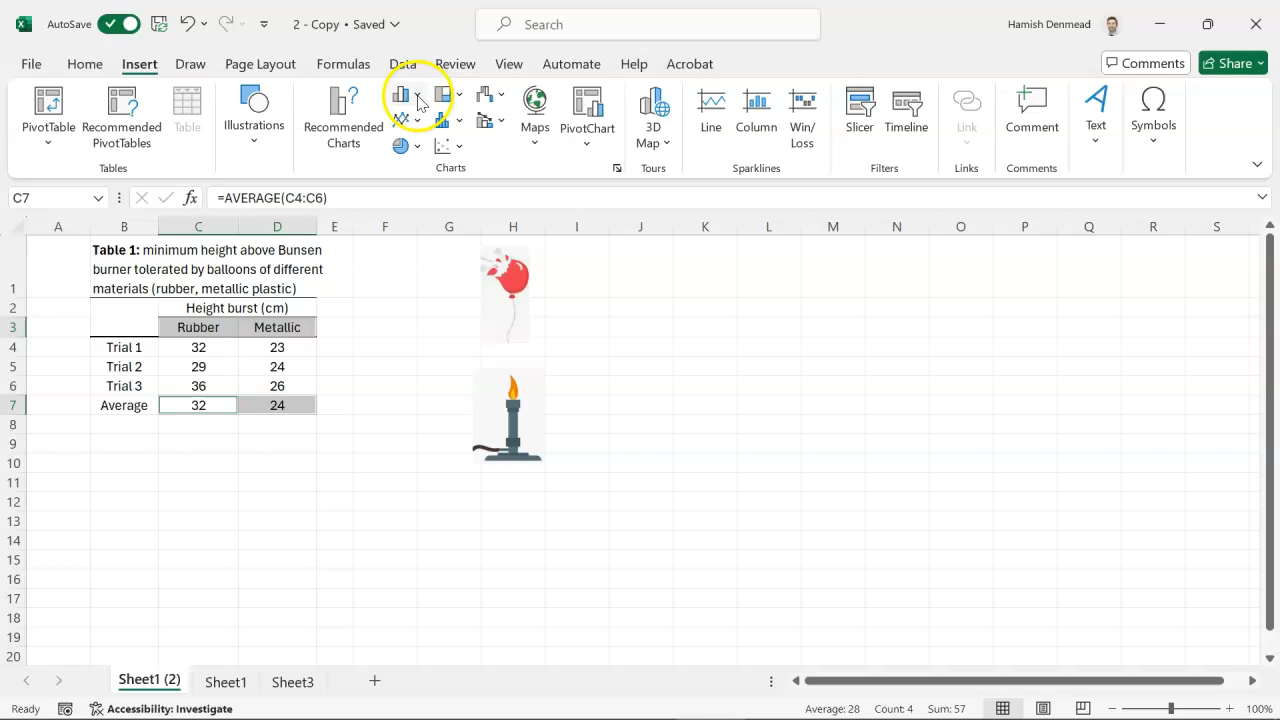 AutoSave
2 - Copy • Saved
Search
Hamish Denmead
File Home Insert Draw Page Layout Formulas Data Review View Automate Help Acrobat
Comments
Share
PivotTable
Recommended
PivotTables
Table
Tables
Illustrations
Recommended
Charts
Charts
Maps
PivotChart
3D
Map
Tours
Line
Column
Win/
Loss
Sparklines
Slicer
Timeline
Filters
Link
Links
Comment
Comments
Text
Symbols
C7
fx
=AVERAGE(C4:C6)
A B C D E F G H I J K L M N O P Q R S
Table 1: minimum height above Bunsen
burner tolerated by balloons of different
1 materials (rubber, metallic plastic)
2 Height burst (cm)
3 Rubber Metallic
4 Trial 1 32 23
5 Trial 2 29 24
6 Trial 3 36 26
7 Average 32 24
8
9
10
11
12
13
14
15
16
17
18
19
20
Sheet1 (2) Sheet1 Sheet3
Ready Accessibility: Investigate Average: 28 Count: 4 Sum: 57 100%